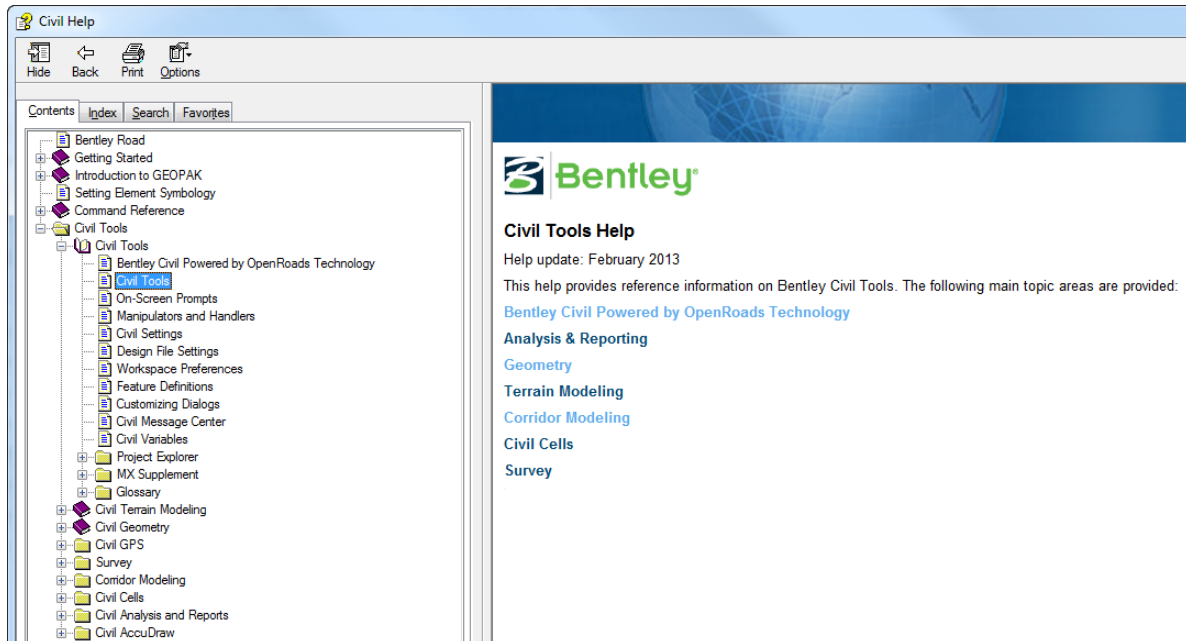 Civil Help
Hide Back Print Options
Contents Index Search Favorites
Bentley Road
Getting Started
Introduction to GEOPAK
Setting Element Symbology
Command Reference
Civil Tools
Civil Tools
Bentley Civil Powered by OpenRoads Technology
Civil Tools
On-Screen Prompts
Manipulators and Handlers
Civil Settings
Design File Settings
Workspace Preferences
Feature Definitions
Customizing Dialogs
Civil Message Center
Civil Variables
Project Explorer
MX Supplement
Glossary
Civil Terrain Modeling
Civil Geometry
Civil GPS
Survey
Corridor Modeling
Civil Cells
Civil Analysis and Reports
Civil AccuDraw
Bentley®
Civil Tools Help
Help update: February 2013
This help provides reference information on Bentley Civil Tools. The following main topic areas are provided:
Bentley Civil Powered by OpenRoads Technology
Analysis & Reporting
Geometry
Terrain Modeling
Corridor Modeling
Civil Cells
Survey